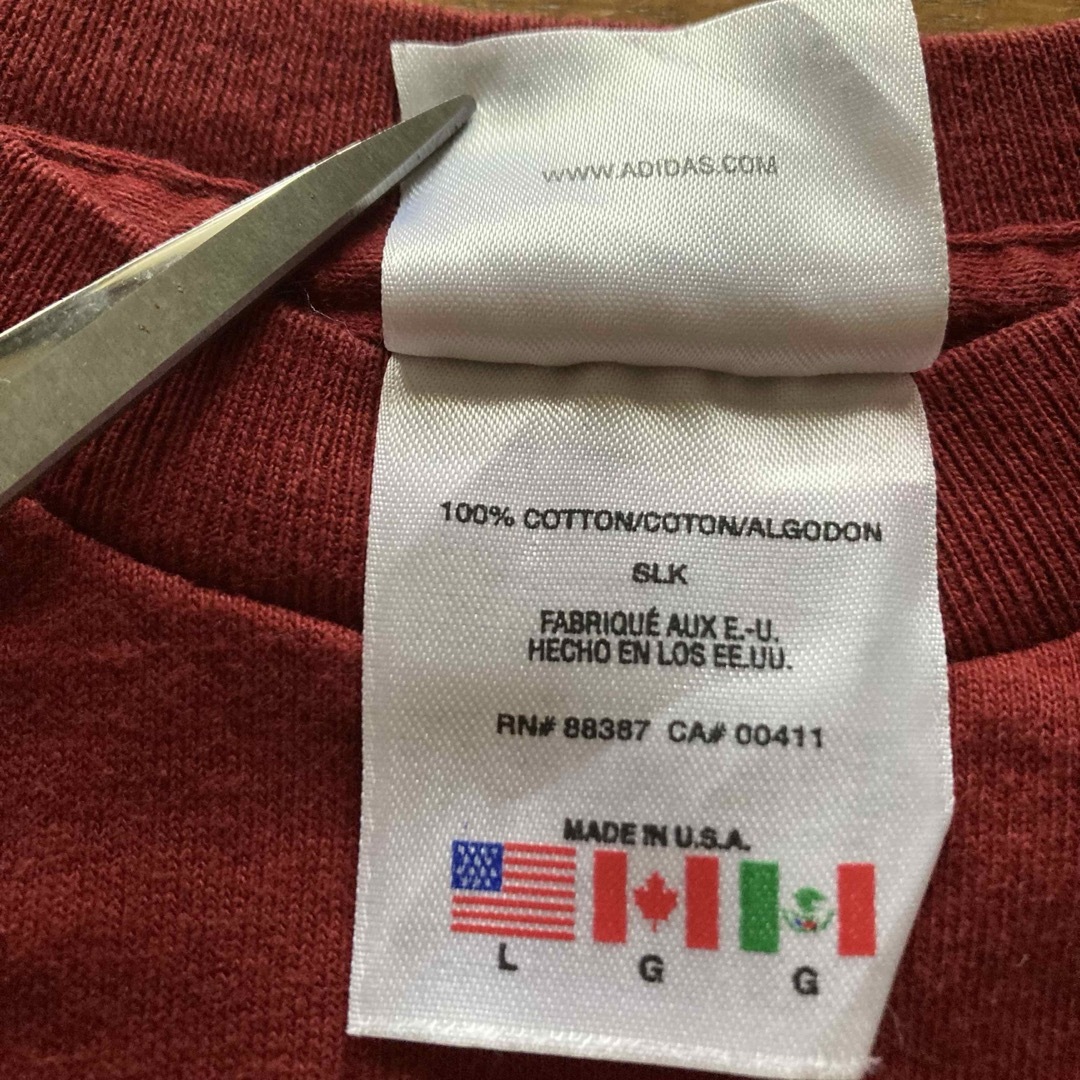 WWW.ADIDAS.COM
100% COTTON/COTON/ALGODON
SLK
FABRIQUÉ AUX E.-U.
HECHO EN LOS EE.UU.
RN# 88387 CA# 00411
MADE IN U.S.A.
L G G